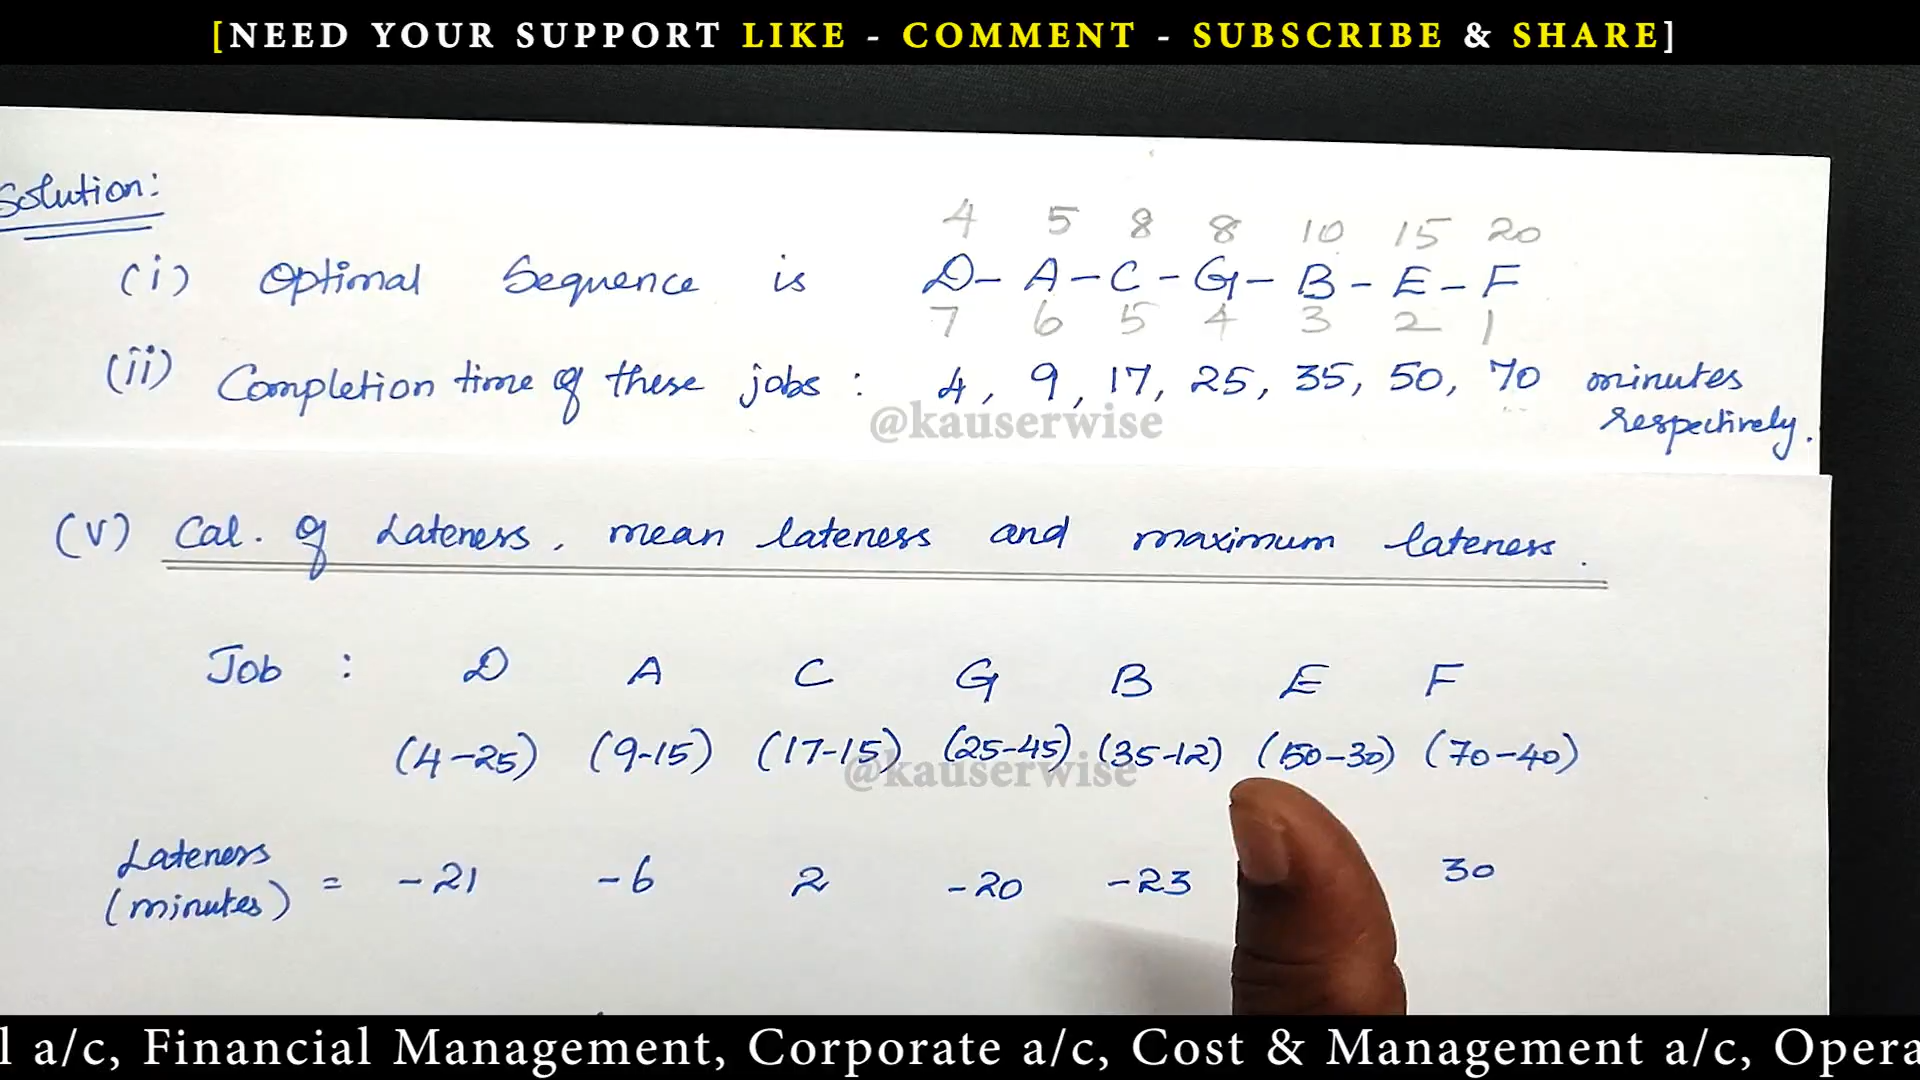 [NEED YOUR SUPPORT LIKE - COMMENT - SUBSCRIBE & SHARE]
Solution:
4 5 8 8 10 15 20
(i) Optimal Sequence is D - A - C - G - B - E - F
7 6 5 4 3 2 1
(ii) Completion time of these jobs : 4, 9, 17, 25, 35, 50, 70 minutes
respectively.
@kauserwise
(V) Cal. of Lateness, mean lateness and maximum lateness.
Job : D A C G B E F
(4-25) (9-15) (17-15) (25-45) (35-12) (50-30) (70-40)
@kauserwise
Lateness
(minutes) = -21 -6 2 -20 -23 30
l a/c, Financial Management, Corporate a/c, Cost & Management a/c, Opera